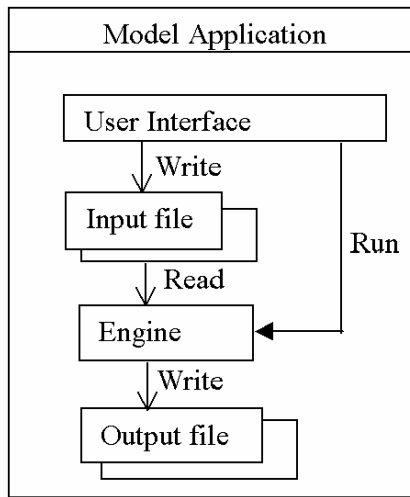 Model Application
User Interface
Write
Input file
Run
Read
Engine
Write
Output file